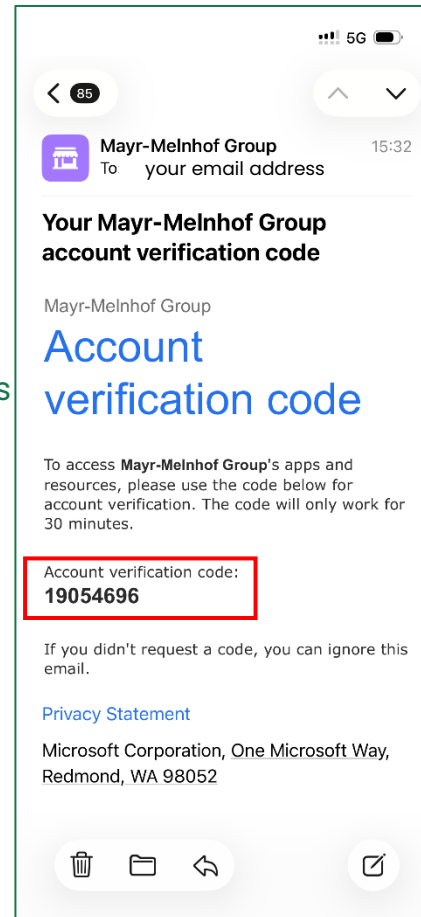 5G
85
Mayr-Melnhof Group 15:32
To your email address
Your Mayr-Melnhof Group
account verification code
Mayr-Melnhof Group
Account
verification code
s
To access Mayr-Melnhof Group's apps and
resources, please use the code below for
account verification. The code will only work for
30 minutes.
Account verification code:
19054696
If you didn't request a code, you can ignore this
email.
Privacy Statement
Microsoft Corporation, One Microsoft Way,
Redmond, WA 98052